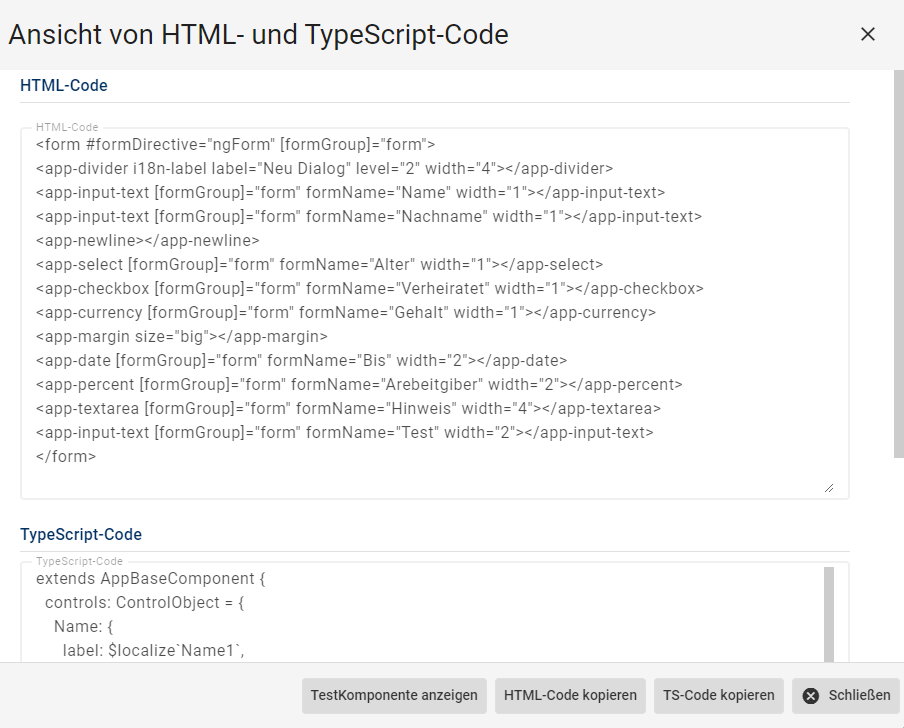 Ansicht von HTML- und TypeScript-Code
HTML-Code
HTML-Code
<form #formDirective="ngForm" [formGroup]="form">
<app-divider i18n-label label="Neu Dialog" level="2" width="4"></app-divider>
<app-input-text [formGroup]="form" formName="Name" width="1"></app-input-text>
<app-input-text [formGroup]="form" formName="Nachname" width="1"></app-input-text>
<app-newline></app-newline>
<app-select [formGroup]="form" formName="Alter" width="1"></app-select>
<app-checkbox [formGroup]="form" formName="Verheiratet" width="1"></app-checkbox>
<app-currency [formGroup]="form" formName="Gehalt" width="1"></app-currency>
<app-margin size="big"></app-margin>
<app-date [formGroup]="form" formName="Bis" width="2"></app-date>
<app-percent [formGroup]="form" formName="Arebeitgiber" width="2"></app-percent>
<app-textarea [formGroup]="form" formName="Hinweis" width="4"></app-textarea>
<app-input-text [formGroup]="form" formName="Test" width="2"></app-input-text>
</form>
TypeScript-Code
TypeScript-Code
extends AppBaseComponent {
controls: ControlObject = {
Name: {
label: $localize`Name1`,
TestKomponente anzeigen
HTML-Code kopieren
TS-Code kopieren
Schließen